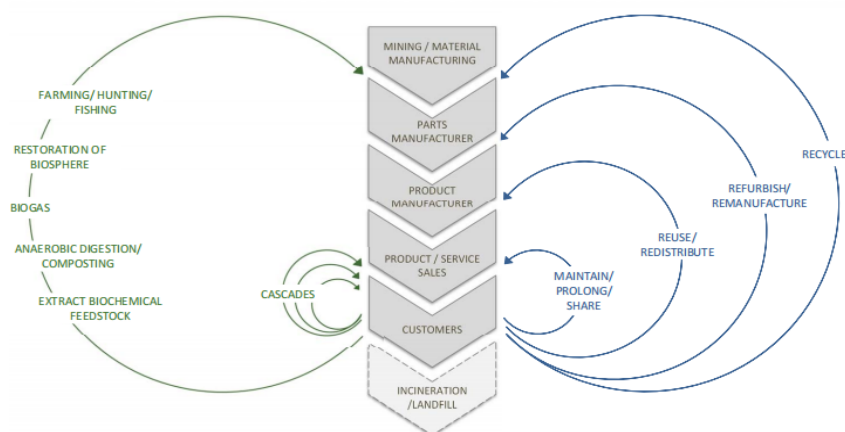 MINING / MATERIAL
MANUFACTURING
PARTS
MANUFACTURER
PRODUCT
MANUFACTURER
PRODUCT / SERVICE
SALES
CUSTOMERS
INCINERATION
/LANDFILL
FARMING/ HUNTING/
FISHING
RESTORATION OF
BIOSPHERE
BIOGAS
ANAEROBIC DIGESTION/
COMPOSTING
EXTRACT BIOCHEMICAL
FEEDSTOCK
CASCADES
MAINTAIN/
PROLONG/
SHARE
REUSE/
REDISTRIBUTE
REFURBISH/
REMANUFACTURE
RECYCLE